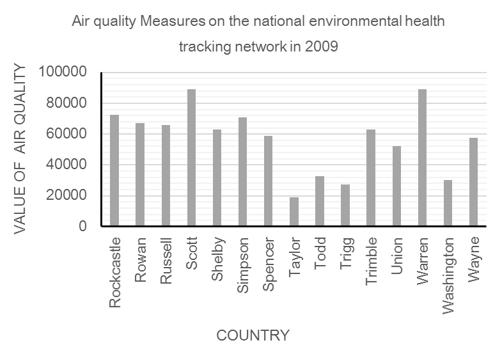 Air quality Measures on the national environmental health
tracking network in 2009
VALUE OF AIR QUALITY
100000
80000
60000
40000
20000
0
Rockcastle
Rowan
Russell
Scott
Shelby
Simpson
Spencer
Taylor
Todd
Trigg
Trimble
Union
Warren
Washington
Wayne
COUNTRY